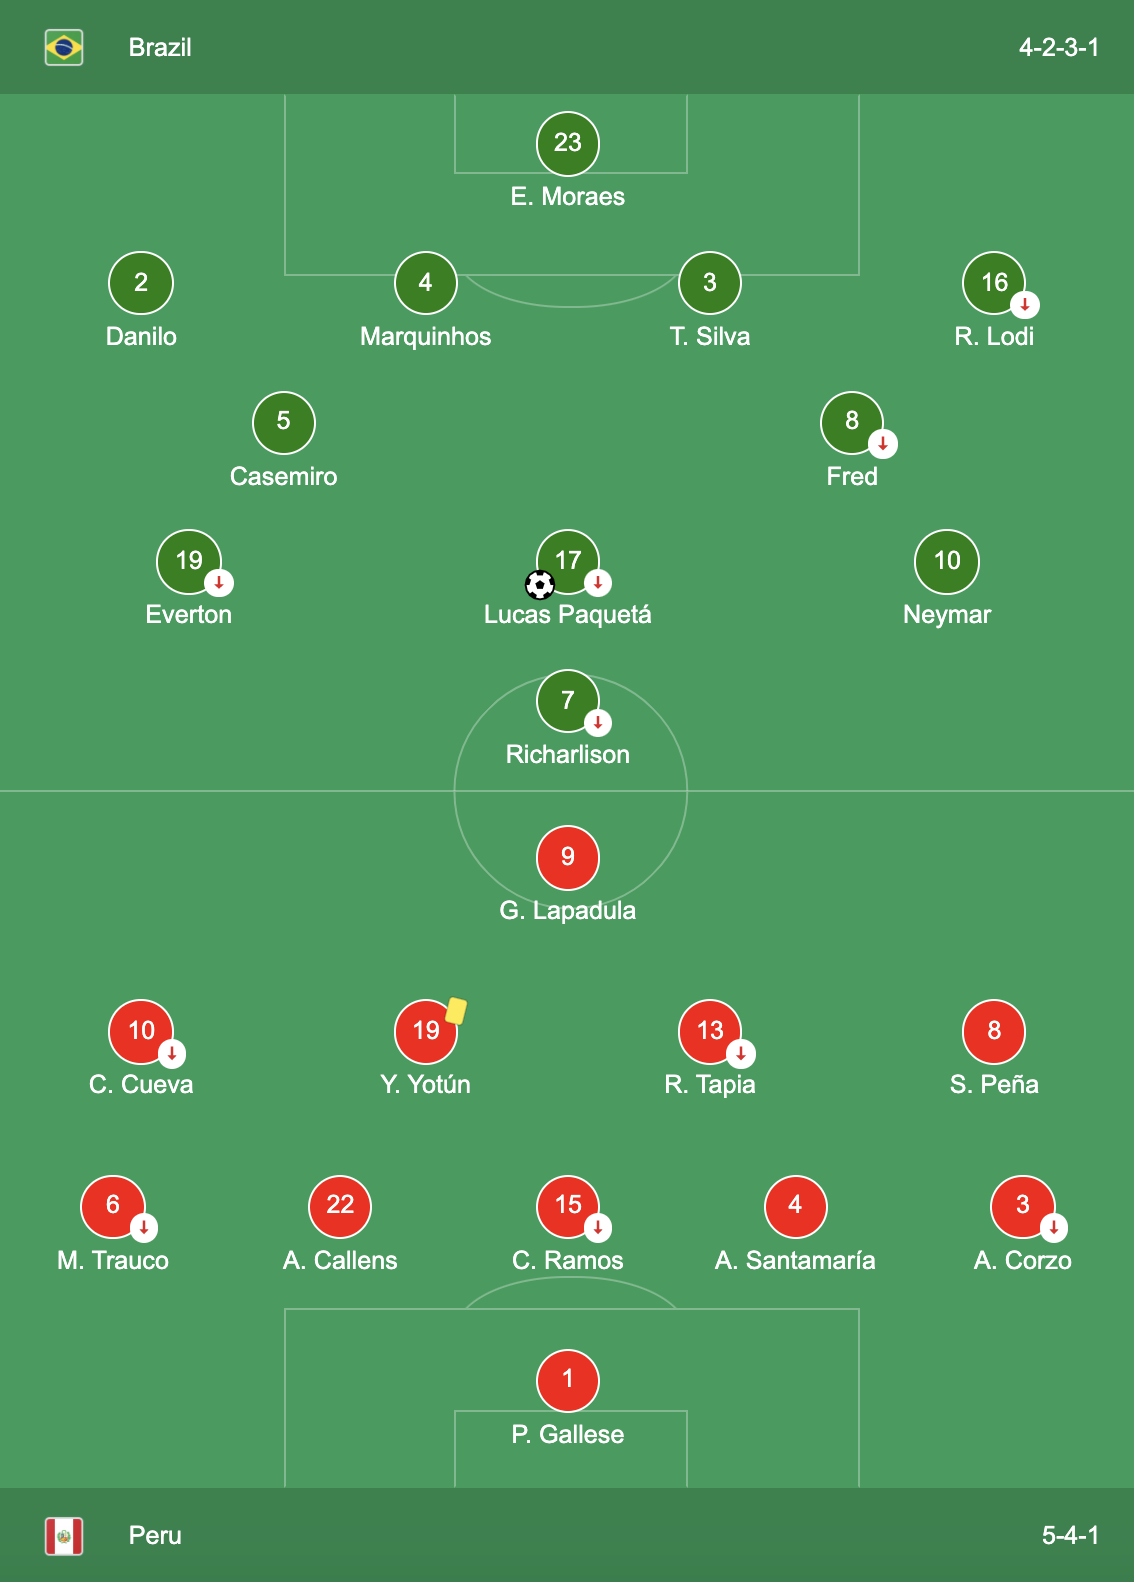 Brazil 4-2-3-1
23
E. Moraes
2 4 3 16
Danilo Marquinhos T. Silva R. Lodi
5 8
Casemiro Fred
19 17 10
Everton Lucas Paquetá Neymar
7
Richarlison
9
G. Lapadula
10 19 13 8
C. Cueva Y. Yotún R. Tapia S. Peña
6 22 15 4 3
M. Trauco A. Callens C. Ramos A. Santamaría A. Corzo
1
P. Gallese
Peru 5-4-1